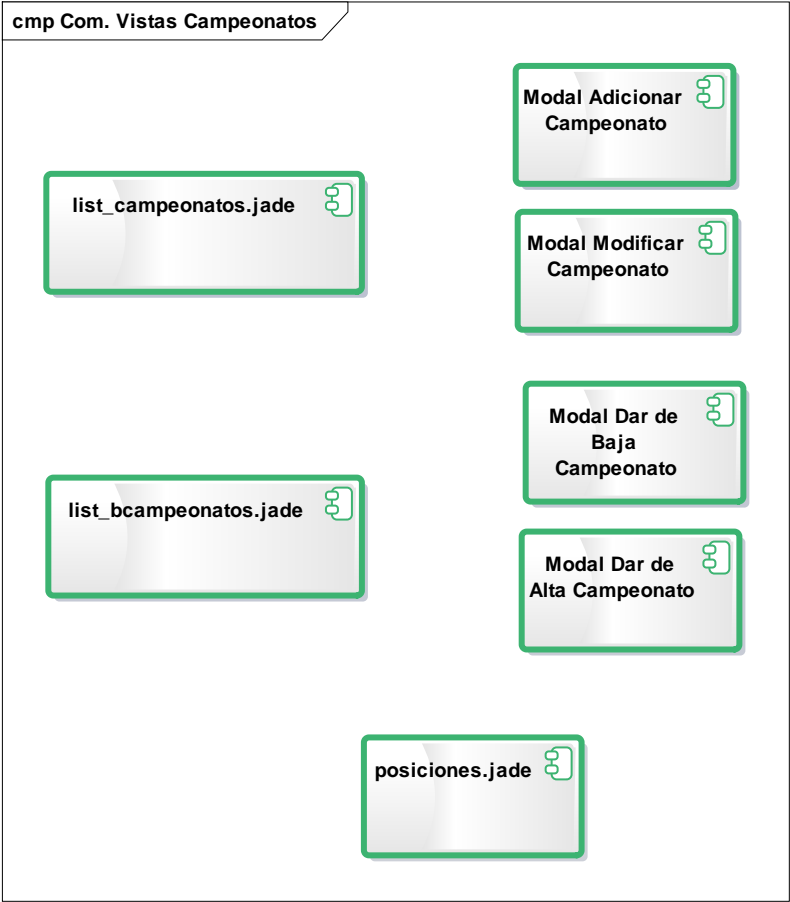 cmp Com. Vistas Campeonatos
Modal Adicionar
Campeonato
list_campeonatos.jade
Modal Modificar
Campeonato
Modal Dar de
Baja
Campeonato
list_bcampeonatos.jade
Modal Dar de
Alta Campeonato
posiciones.jade